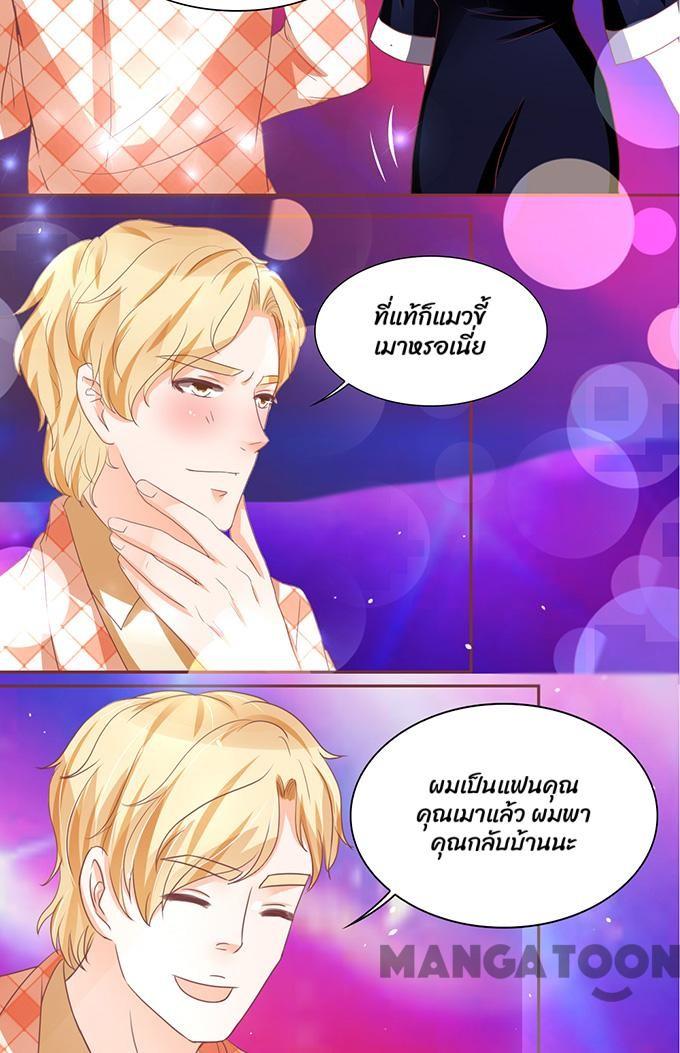 ที่แท้ก็แมวขี้
เมาหรอเนี่ย
ผมเป็นแฟนคุณ
คุณเมาแล้ว ผมพา
คุณกลับบ้านนะ
MANGATOON